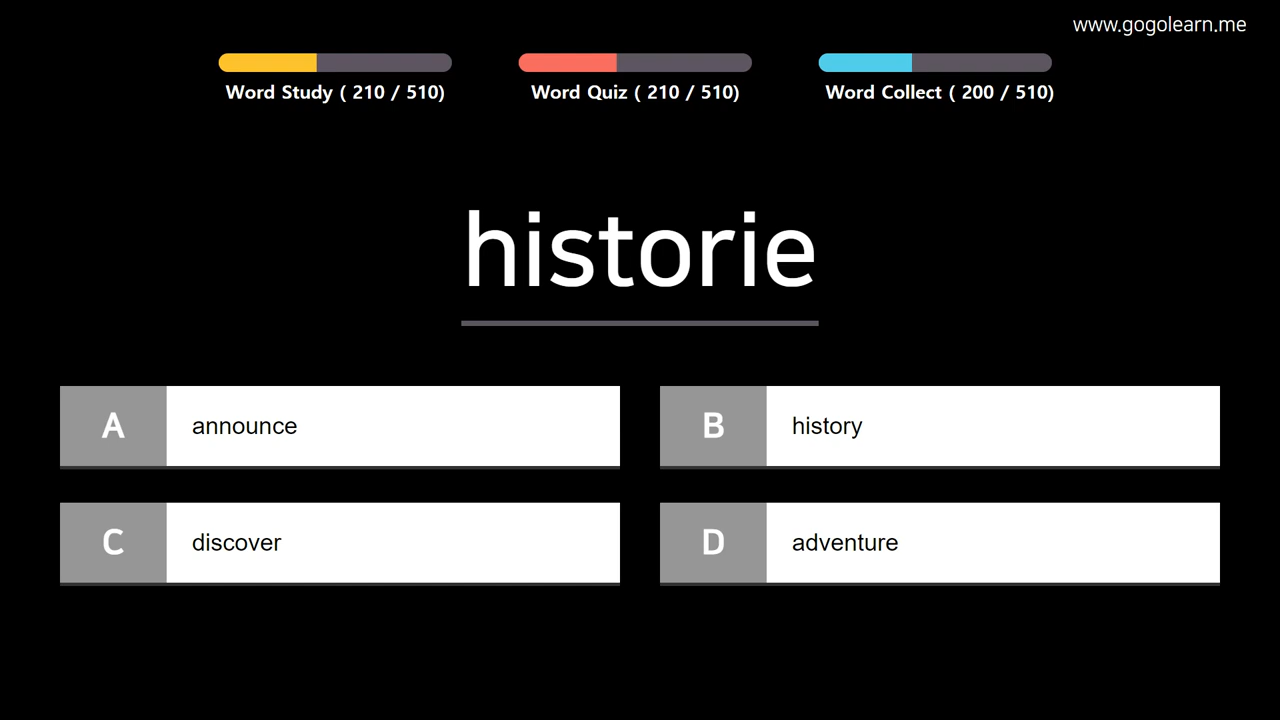 www.gogolearn.me
Word Study ( 210 / 510)
Word Quiz ( 210 / 510)
Word Collect ( 200 / 510)
historie
A announce
B history
C discover
D adventure